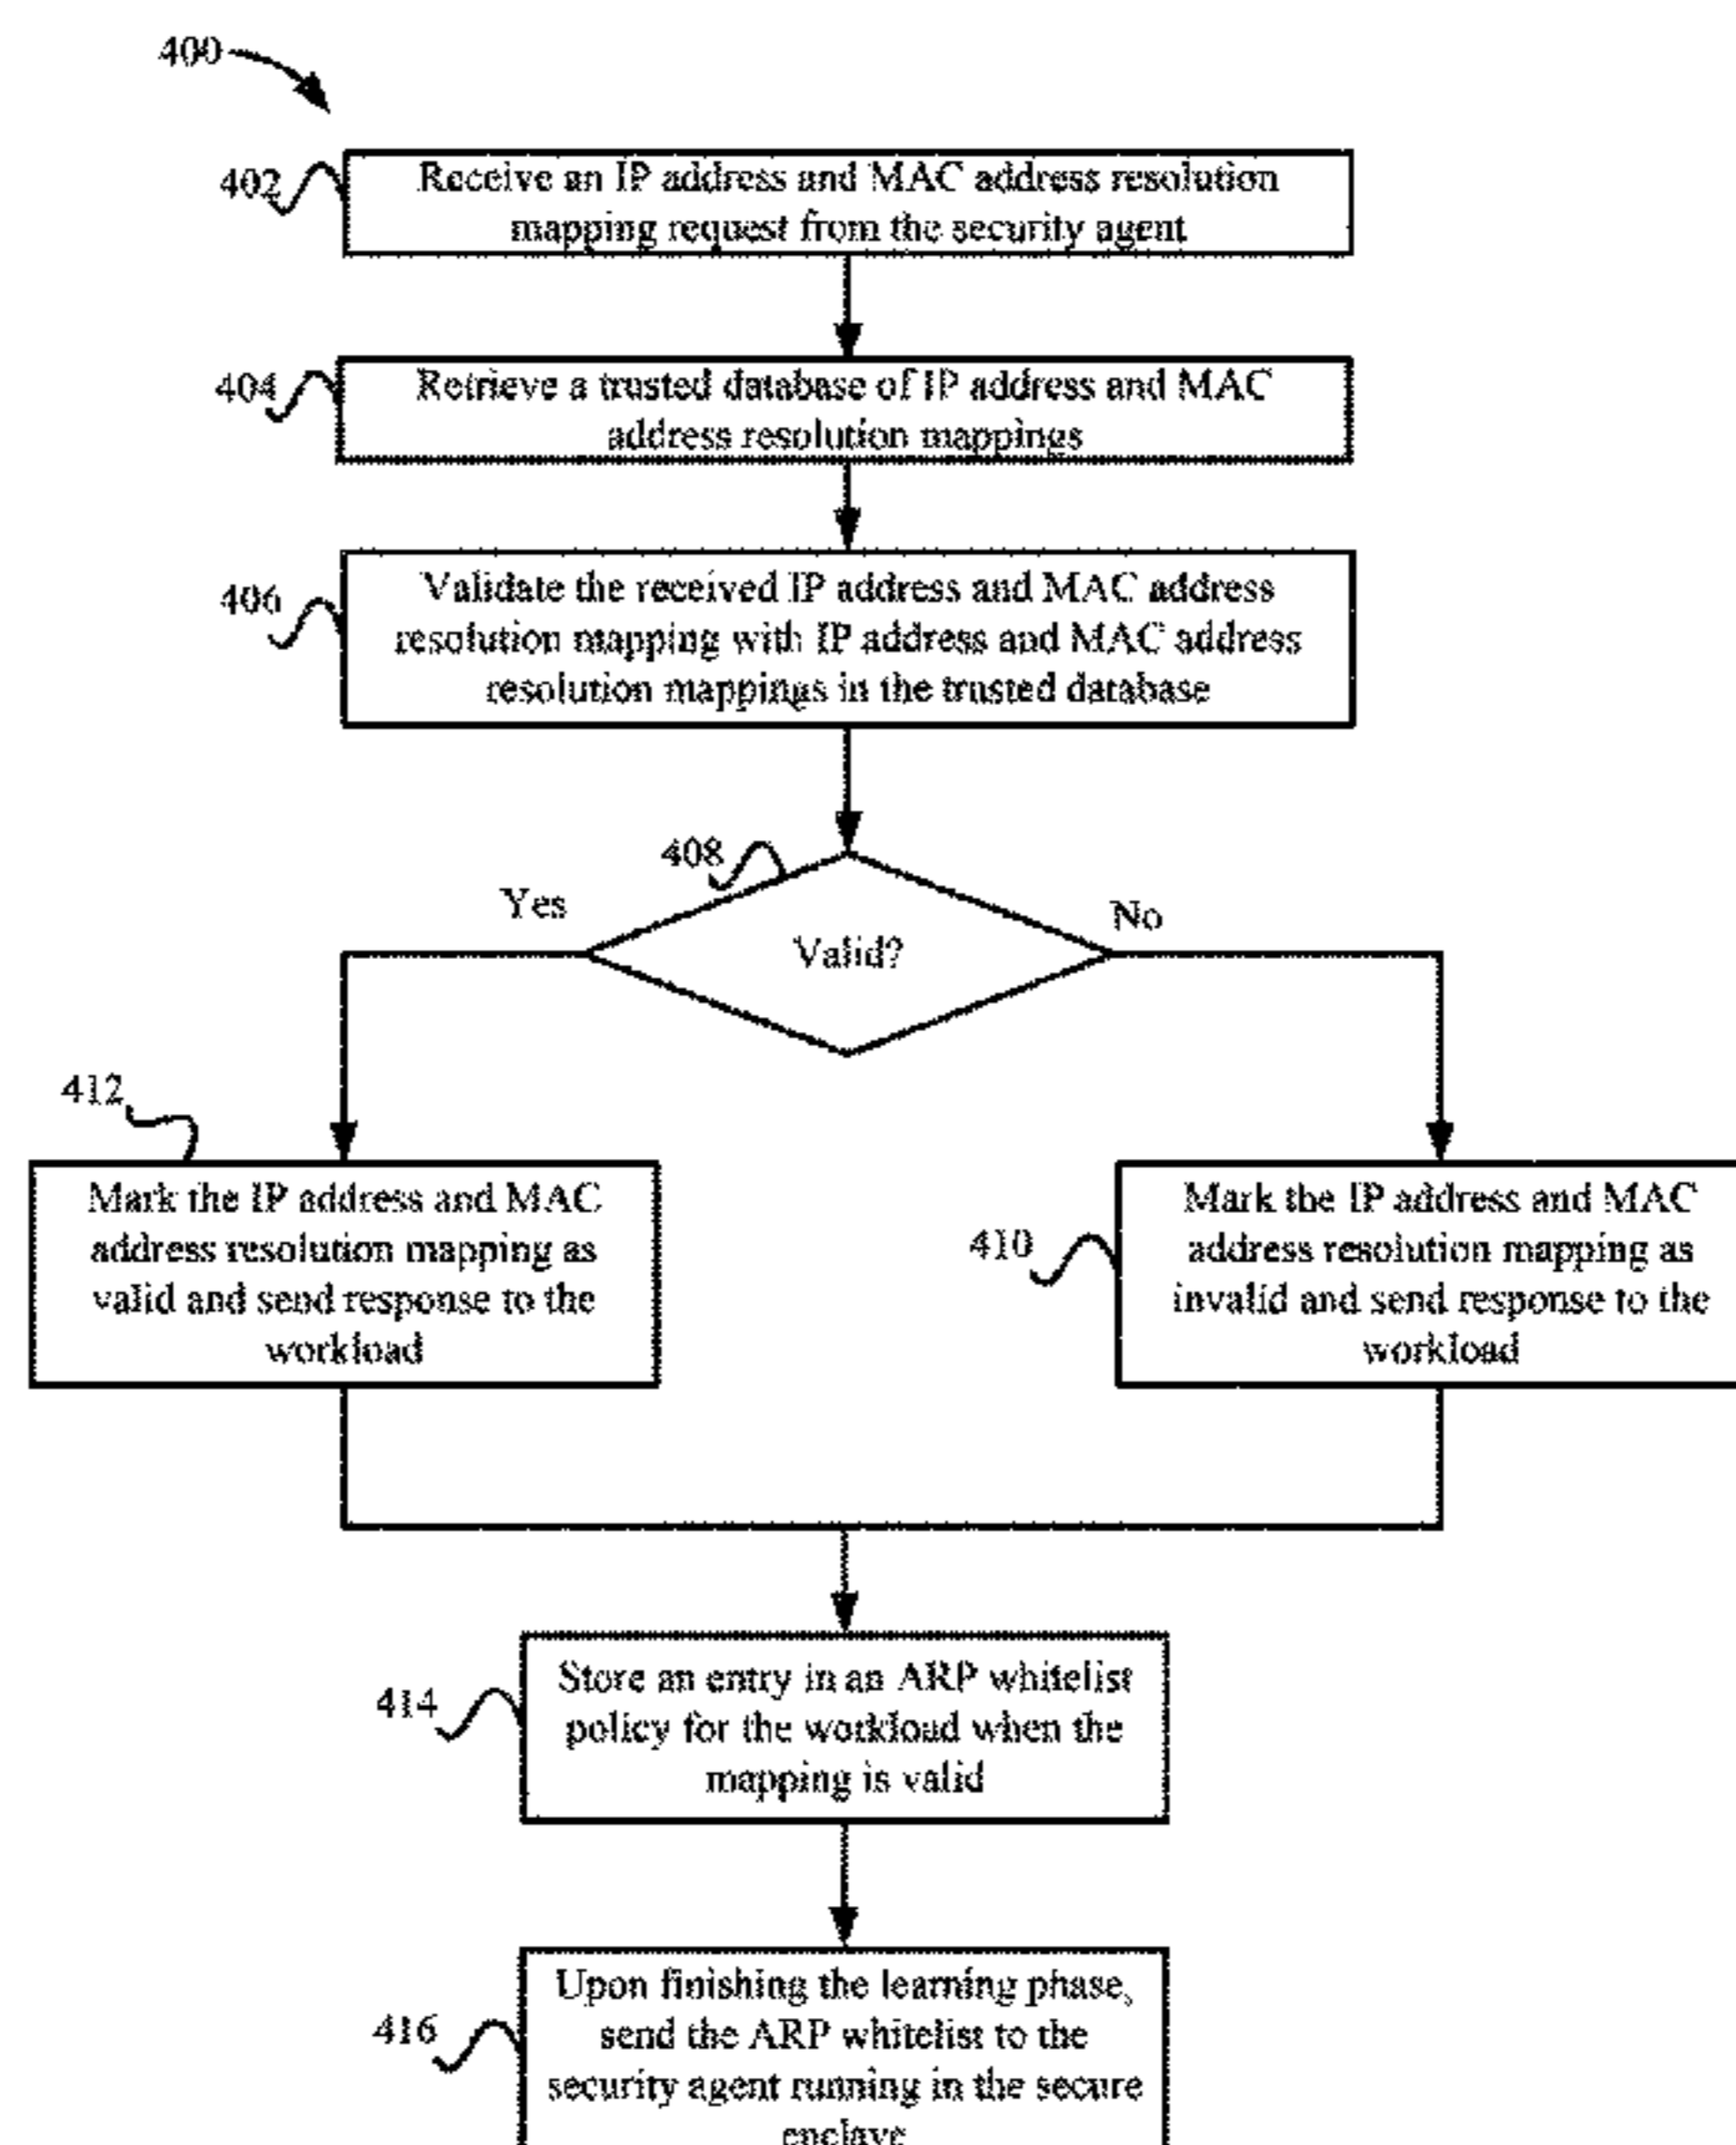 400
402
Receive an IP address and MAC address resolution
mapping request from the security agent
404
Retrieve a trusted database of IP address and MAC
address resolution mappings
406
Validate the received IP address and MAC address
resolution mapping with IP address and MAC address
resolution mappings in the trusted database
408
Yes
Valid?
No
412
Mark the IP address and MAC
address resolution mapping as
valid and send response to the
workload
410
Mark the IP address and MAC
address resolution mapping as
invalid and send response to the
workload
414
Store an entry in an ARP whitelist
policy for the workload when the
mapping is valid
416
Upon finishing the learning phase,
send the ARP whitelist to the
security agent running in the secure
enclave